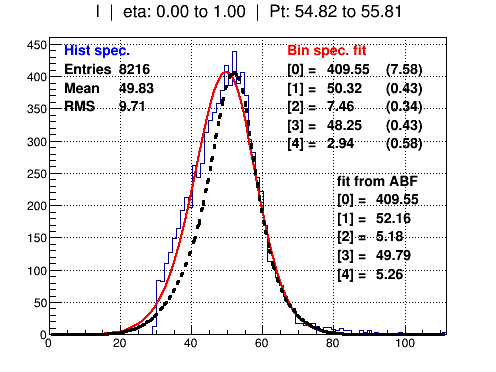 I | eta: 0.00 to 1.00 | Pt: 54.82 to 55.81
Hist spec.
Entries 8216
Mean 49.83
RMS 9.71
Bin spec. fit
[0] = 409.55 (7.58)
[1] = 50.32 (0.43)
[2] = 7.46 (0.34)
[3] = 48.25 (0.43)
[4] = 2.94 (0.58)
fit from ABF
[0] = 409.55
[1] = 52.16
[2] = 5.18
[3] = 49.79
[4] = 5.26
450
400
350
300
250
200
150
100
50
0
0 20 40 60 80 100